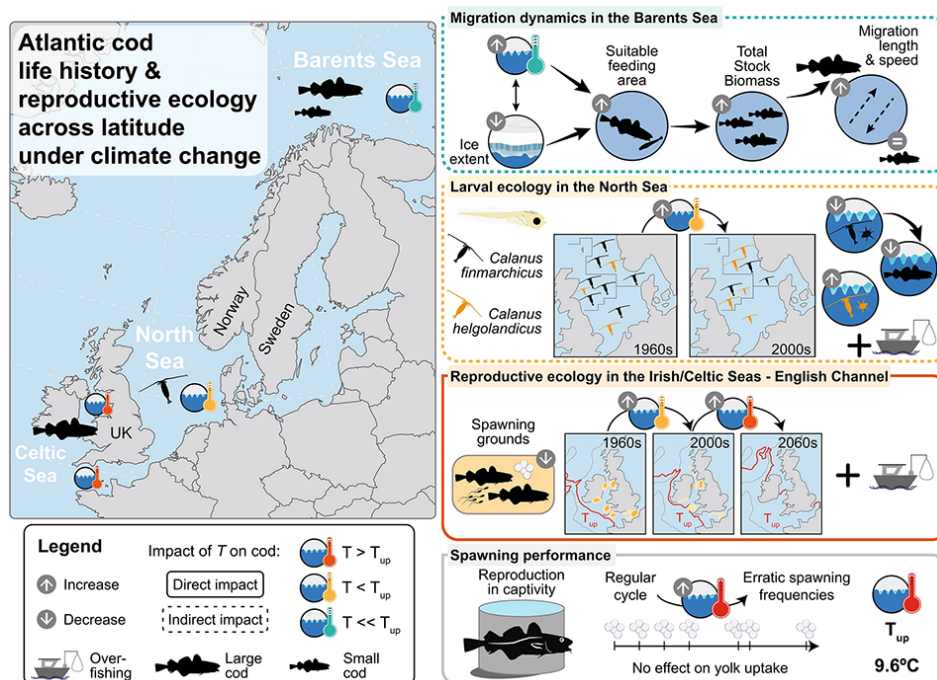 Atlantic cod
life history &
reproductive ecology
across latitude
under climate change
Barents Sea
Norway
Sweden
North
Sea
UK
Celtic
Sea
Legend
Impact of T on cod:
Increase
Decrease
Direct impact
Indirect impact
T > Tup
T < Tup
T << Tup
Over-
fishing
Large
cod
Small
cod
Migration dynamics in the Barents Sea
Ice
extent
Suitable
feeding
area
Total
Stock
Biomass
Migration
length
& speed
=
Larval ecology in the North Sea
Calanus
finmarchicus
Calanus
helgolandicus
1960s
2000s
+
Reproductive ecology in the Irish/Celtic Seas - English Channel
Spawning
grounds
1960s
2000s
2060s
Tup
Tup
Tup
+
Spawning performance
Reproduction
in captivity
Regular
cycle
Erratic spawning
frequencies
No effect on yolk uptake
Tup
9.6ºC